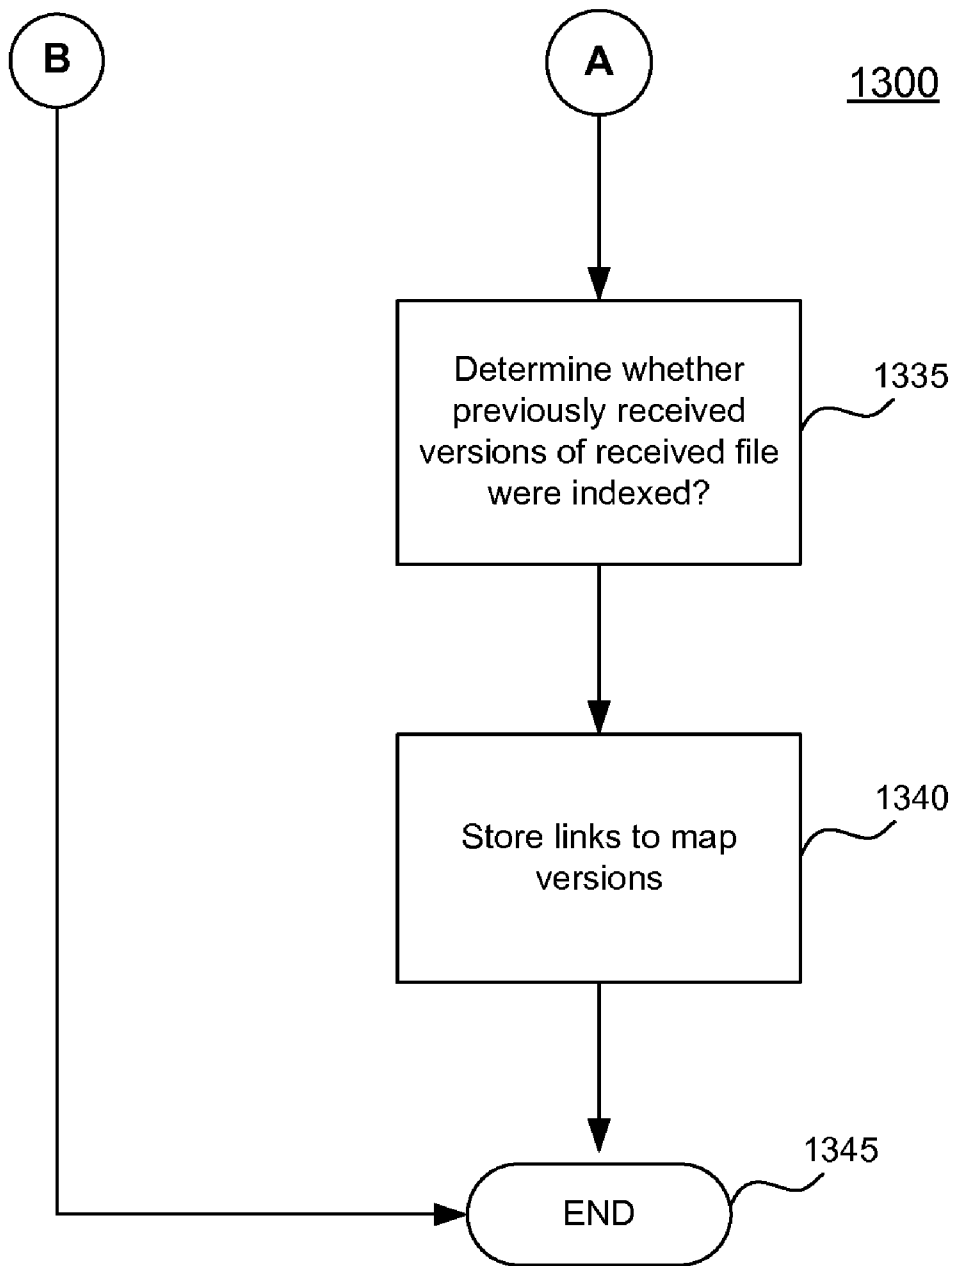 B
A
1300
Determine whether
previously received
versions of received file
were indexed?
1335
Store links to map
versions
1340
1345
END